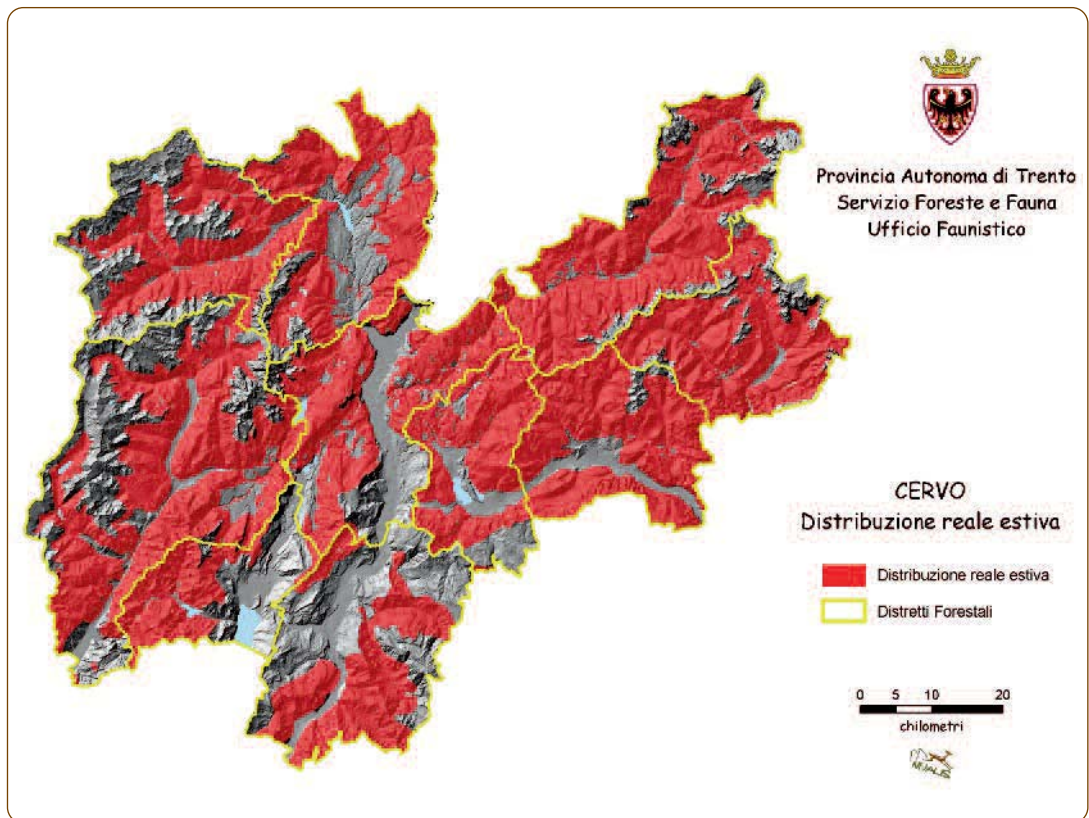 Provincia Autonoma di Trento
Servizio Foreste e Fauna
Ufficio Faunistico
CERVO
Distribuzione reale estiva
Distribuzione reale estiva
Distretti Forestali
0 5 10 20
chilometri